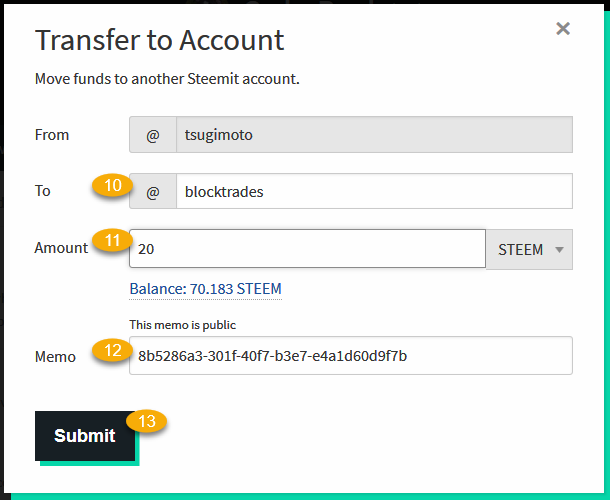 Transfer to Account
Move funds to another Steemit account.
From @ tsugimoto
To 10 @ blocktrades
Amount 11 20 STEEM
Balance: 70.183 STEEM
This memo is public
Memo 12 8b5286a3-301f-40f7-b3e7-e4a1d60d9f7b
Submit 13